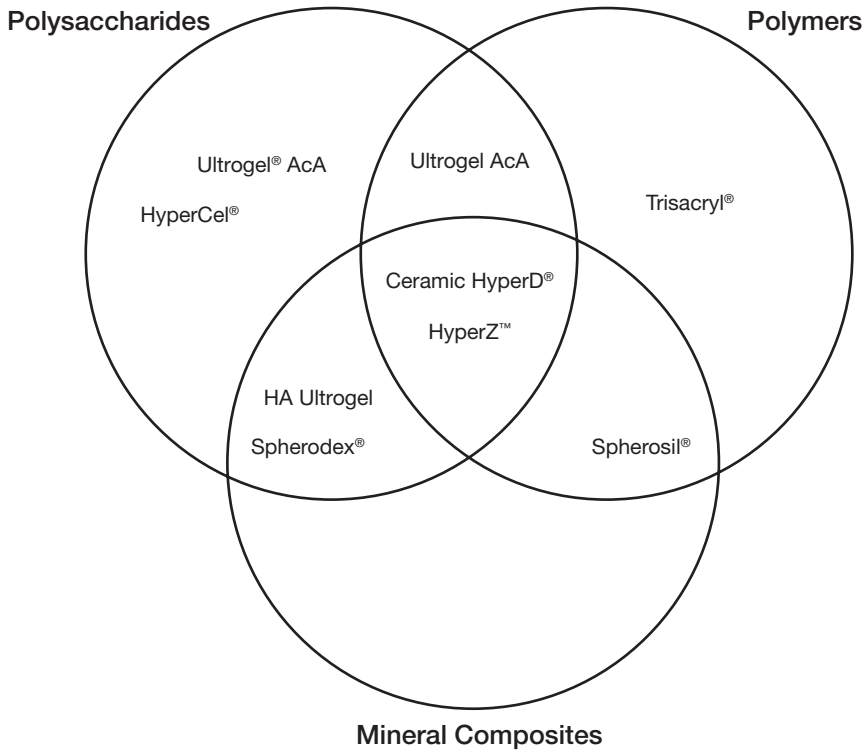 Polysaccharides
Polymers
Ultrogel® AcA
Ultrogel AcA
HyperCel®
Trisacryl®
Ceramic HyperD®
HyperZ™
HA Ultrogel
Spherodex®
Spherosil®
Mineral Composites